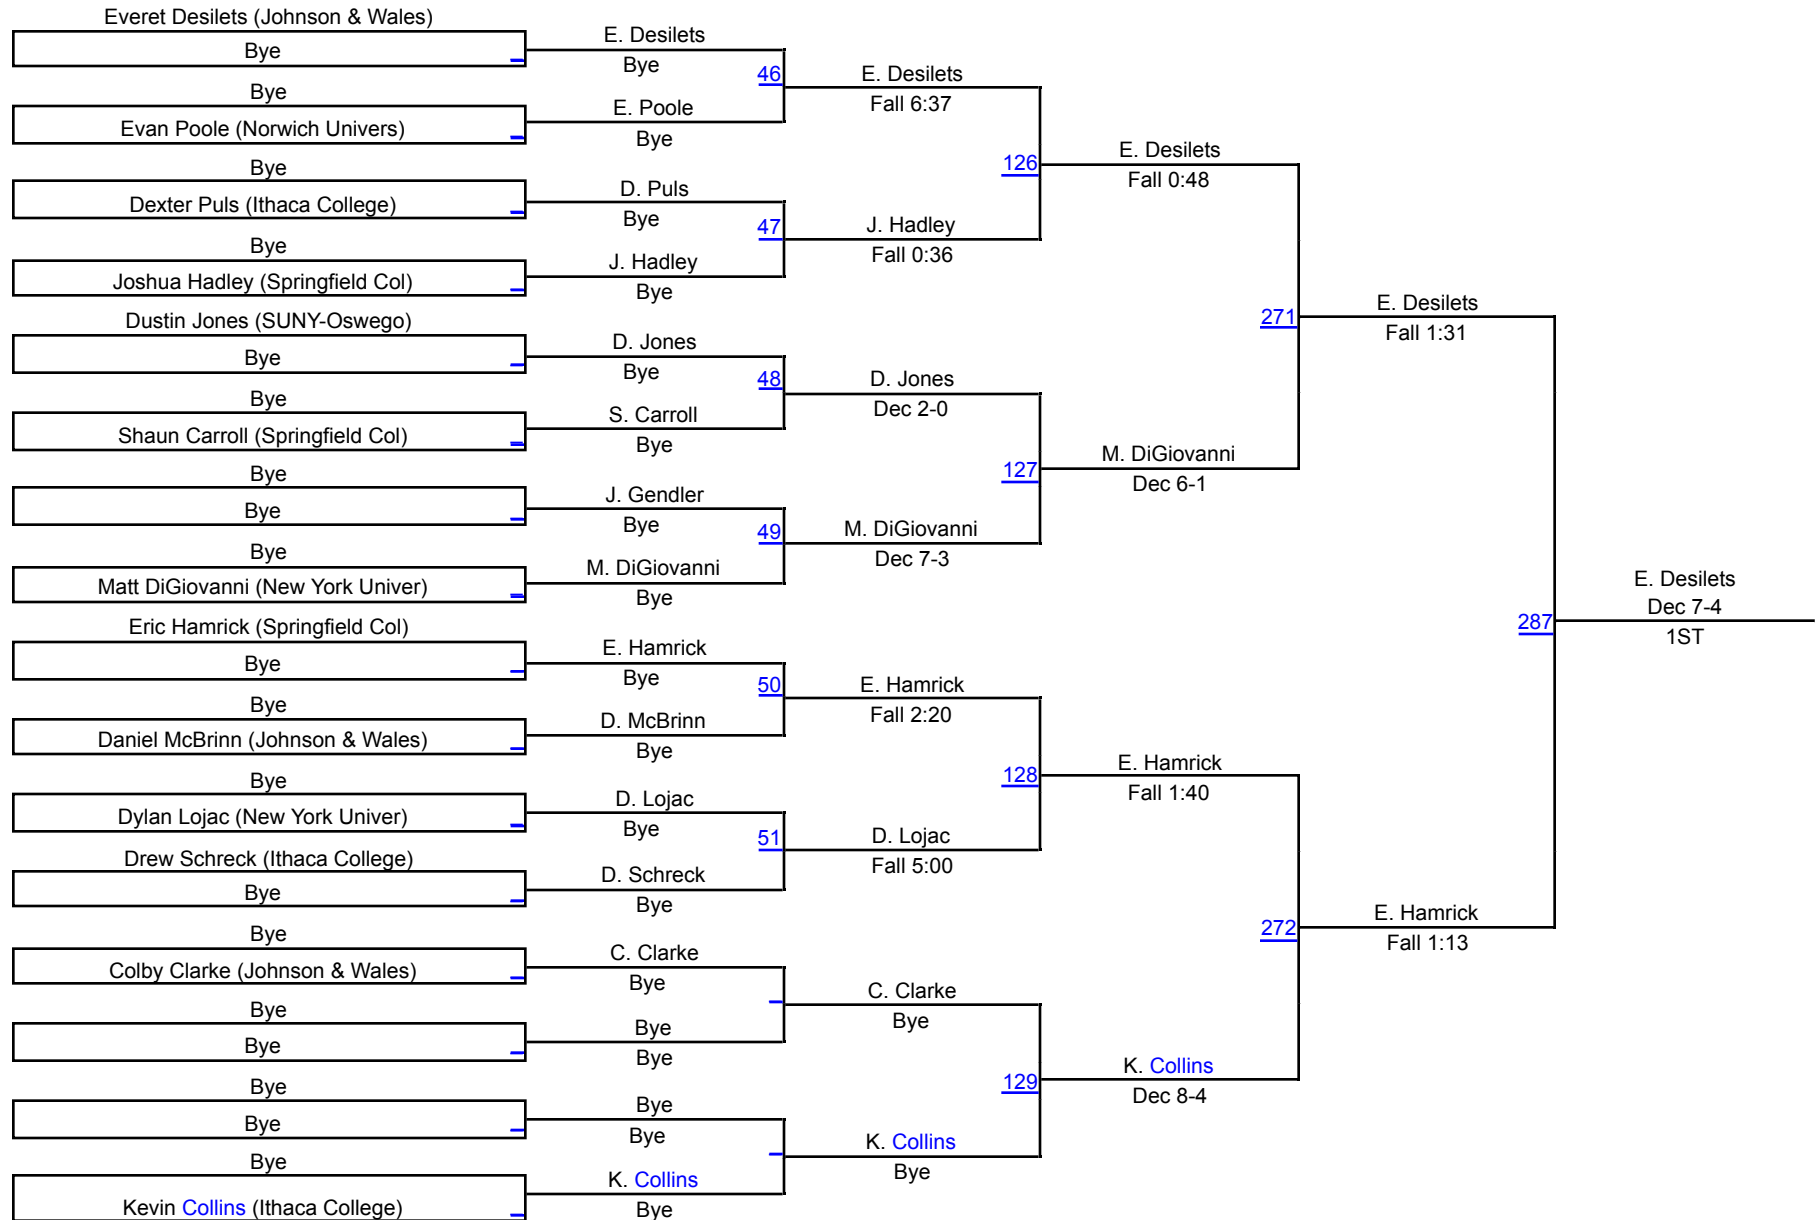 Everet Desilets (Johnson & Wales)
Bye
Bye
Evan Poole (Norwich Univers)
Bye
Dexter Puls (Ithaca College)
Bye
Joshua Hadley (Springfield Col)
Dustin Jones (SUNY-Oswego)
Bye
Bye
Shaun Carroll (Springfield Col)
Bye
Bye
Bye
Matt DiGiovanni (New York Univer)
Eric Hamrick (Springfield Col)
Bye
Bye
Daniel McBrinn (Johnson & Wales)
Bye
Dylan Lojac (New York Univer)
Drew Schreck (Ithaca College)
Bye
Bye
Colby Clarke (Johnson & Wales)
Bye
Bye
Bye
Bye
Bye
Kevin Collins (Ithaca College)
E. Desilets
Bye
46
E. Poole
Bye
D. Puls
Bye
47
J. Hadley
Bye
D. Jones
Bye
48
S. Carroll
Bye
J. Gendler
Bye
49
M. DiGiovanni
Bye
E. Hamrick
Bye
50
D. McBrinn
Bye
D. Lojac
Bye
51
D. Schreck
Bye
C. Clarke
Bye
Bye
Bye
Bye
Bye
K. Collins
Bye
E. Desilets
Fall 6:37
126
J. Hadley
Fall 0:36
D. Jones
Dec 2-0
127
M. DiGiovanni
Dec 7-3
E. Hamrick
Fall 2:20
128
D. Lojac
Fall 5:00
C. Clarke
Bye
129
K. Collins
Bye
E. Desilets
Fall 0:48
271
M. DiGiovanni
Dec 6-1
E. Hamrick
Fall 1:40
272
K. Collins
Dec 8-4
E. Desilets
Fall 1:31
287
E. Hamrick
Fall 1:13
E. Desilets
Dec 7-4
1ST